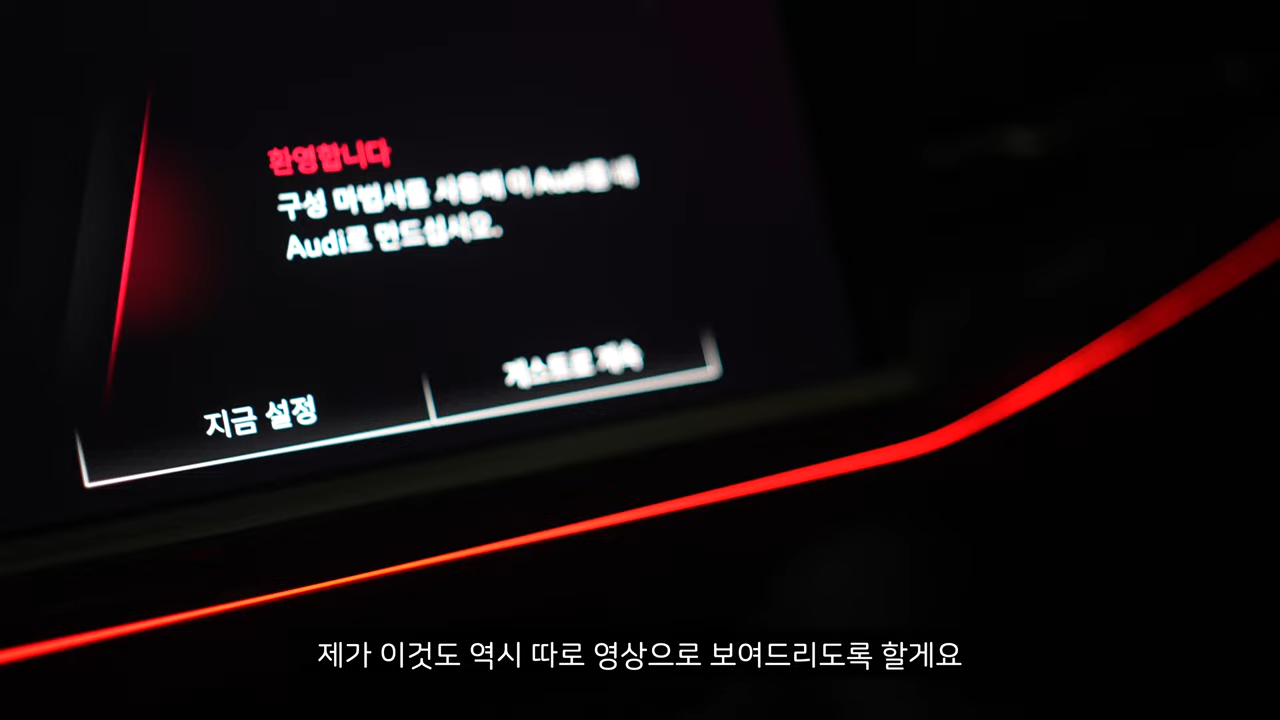 환영합니다
구성 마법사를 사용해 이 Audi를 내
Audi로 만드십시오.
게스트로 계속
지금 설정
제가 이것도 역시 따로 영상으로 보여드리도록 할게요